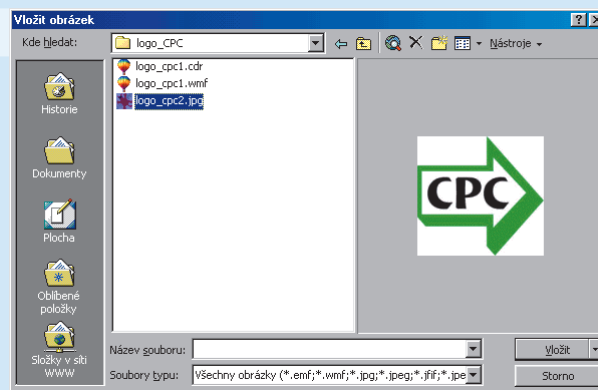 Vložit obrázek
Kde hledat: logo_CPC Nástroje
logo_cpc1.cdr
logo_cpc1.wmf
logo_cpc2.jpg
Historie
Dokumenty
Plocha
Oblíbené
položky
Složky v síti
WWW
CPC
Název souboru: Vložit
Soubory typu: Všechny obrázky (*.emf;*.wmf;*.jpg;*.jpeg;*.jfif;*.jpe Storno